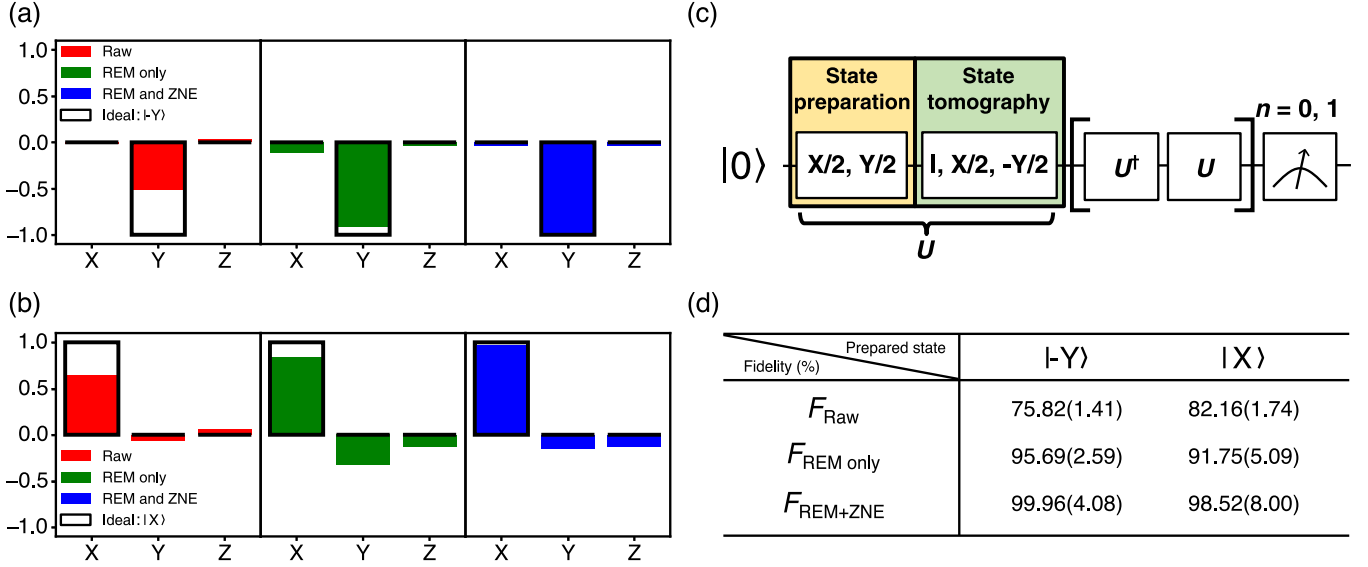 (a)
1.0
0.5
0.0
−0.5
−1.0
Raw
REM only
REM and ZNE
Ideal: |-Y⟩
X Y Z X Y Z X Y Z
(b)
1.0
0.5
0.0
−0.5
−1.0
Raw
REM only
REM and ZNE
Ideal: |X⟩
X Y Z X Y Z X Y Z
(c)
State preparation
State tomography
n = 0, 1
|0⟩ X/2, Y/2 I, X/2, -Y/2 U† U
U
(d)
Prepared state
Fidelity (%)
|-Y⟩ |X⟩
F_Raw 75.82(1.41) 82.16(1.74)
F_REM only 95.69(2.59) 91.75(5.09)
F_REM+ZNE 99.96(4.08) 98.52(8.00)